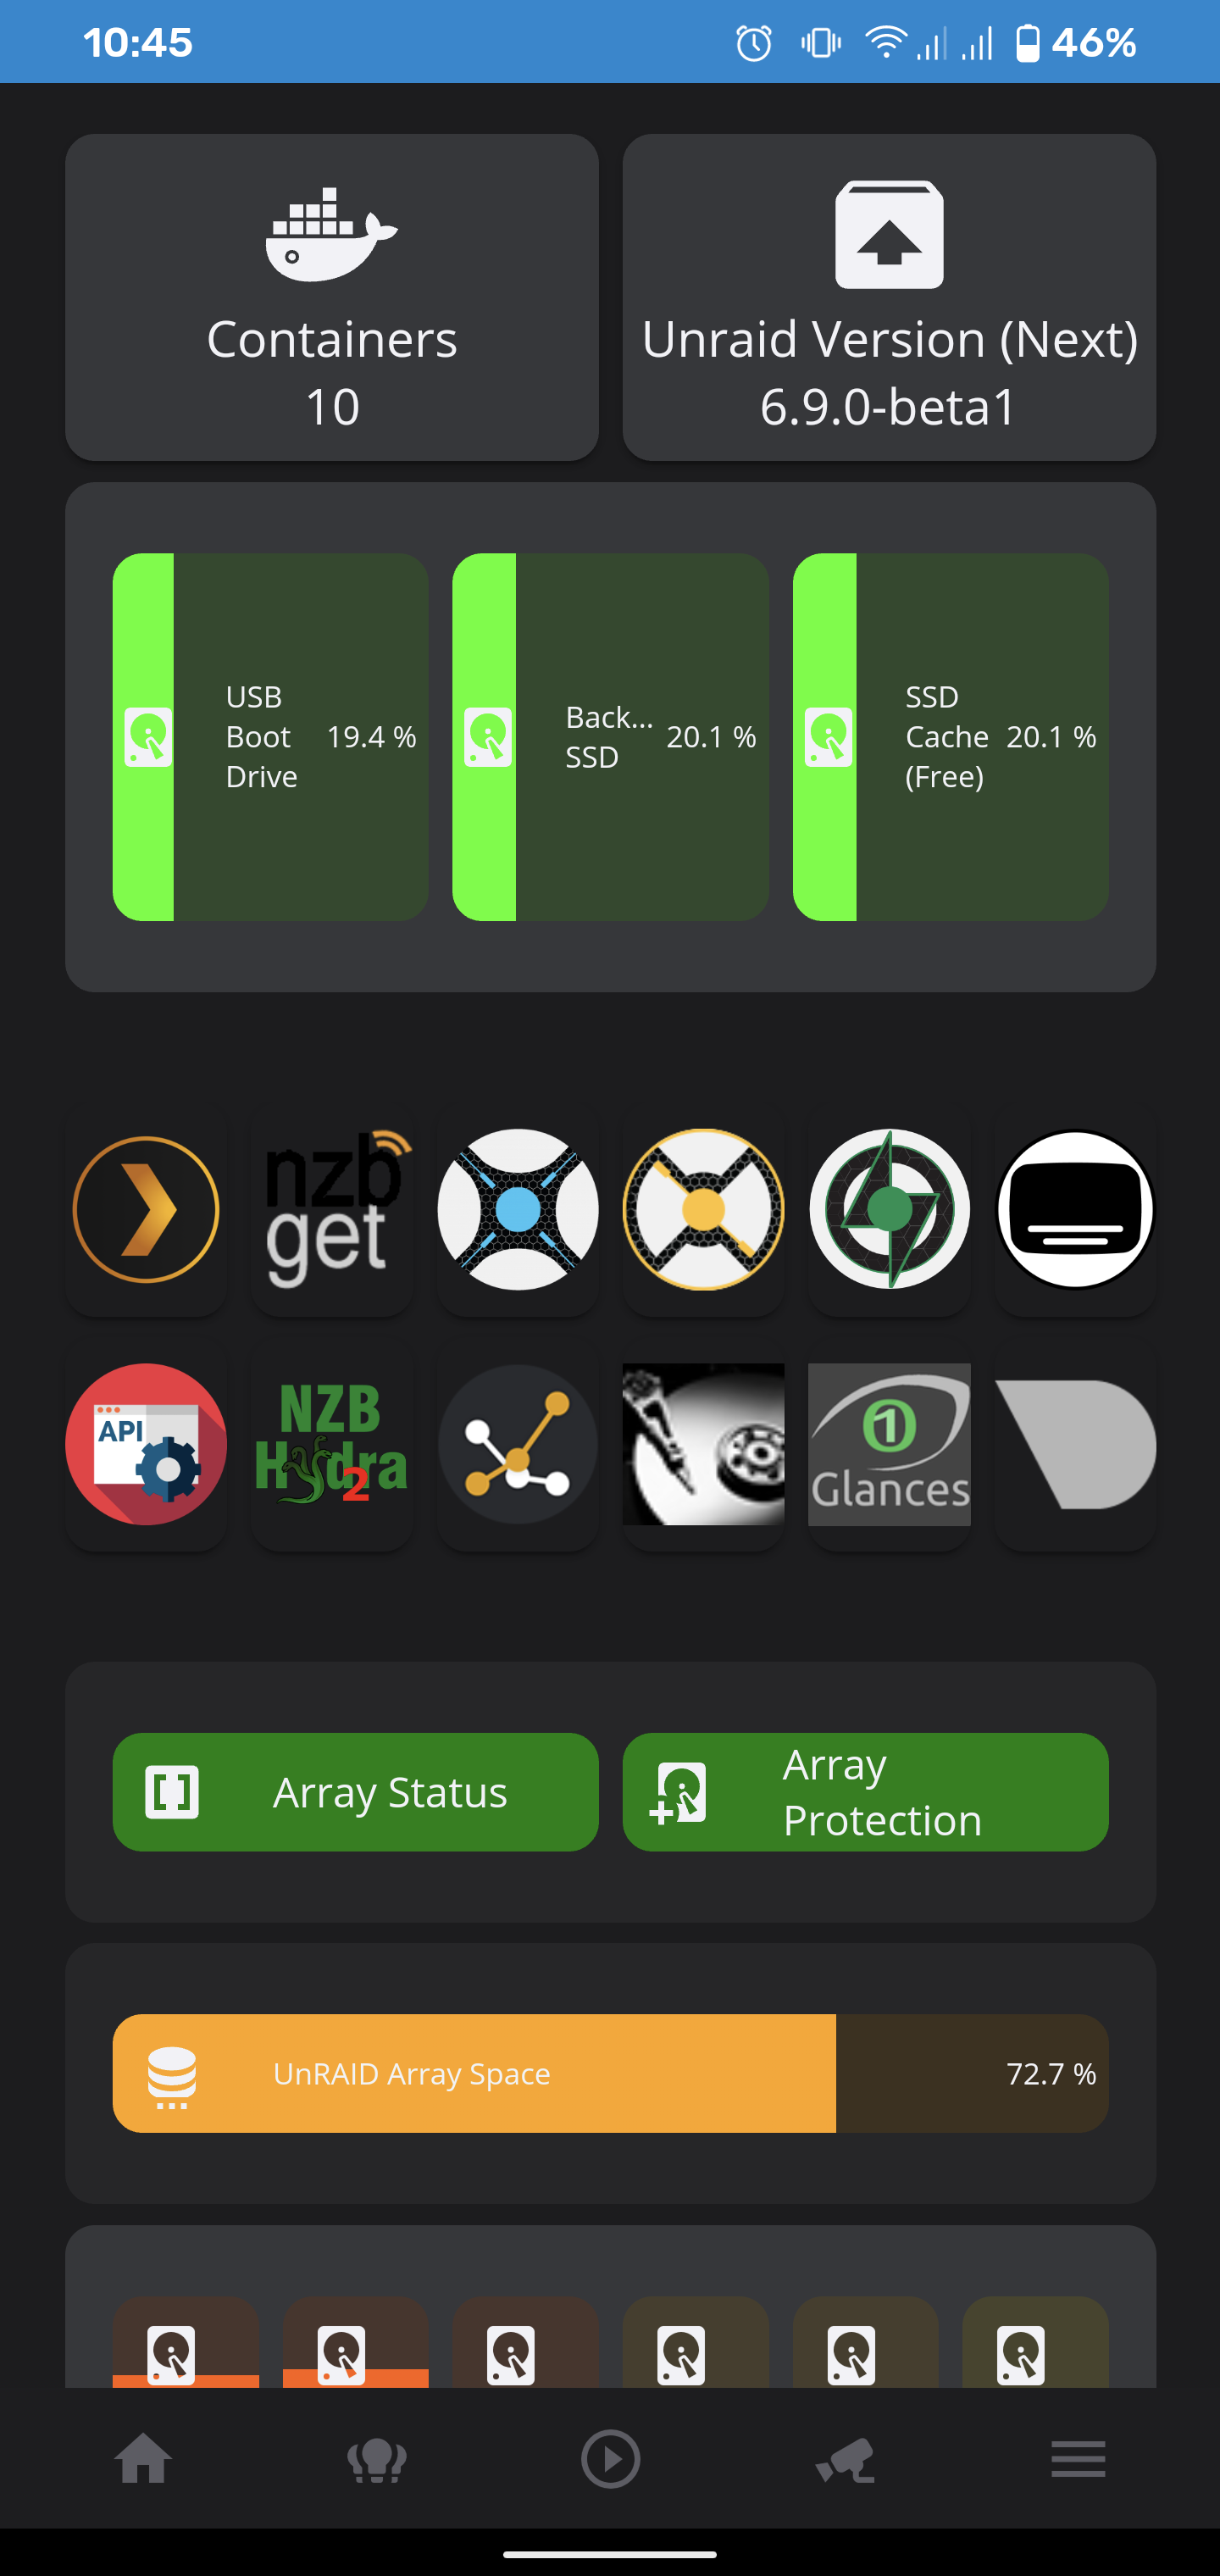 10:45
46%
Containers
10
Unraid Version (Next)
6.9.0-beta1
USB
Boot
Drive
19.4 %
Back...
SSD
20.1 %
SSD
Cache
(Free)
20.1 %
nzb
get
API
NZB
Hydra
2
Glances
Array Status
Array
Protection
UnRAID Array Space
72.7 %